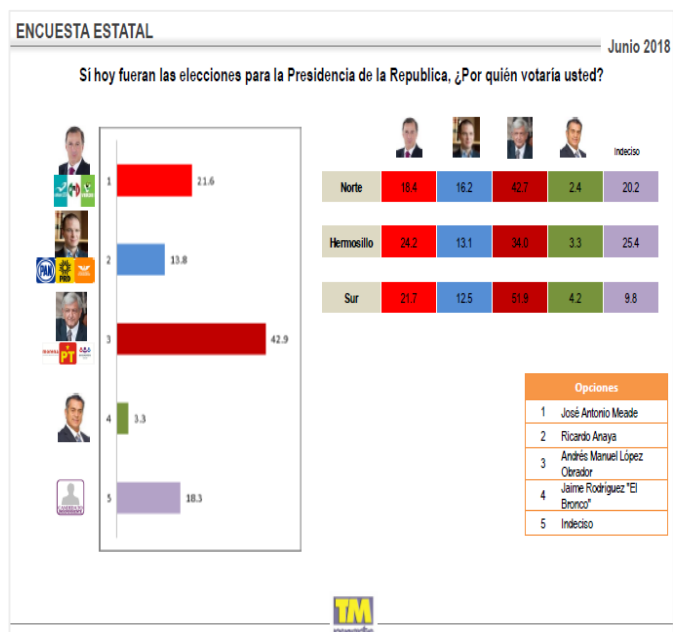 ENCUESTA ESTATAL
Junio 2018
Sí hoy fueran las elecciones para la Presidencia de la Republica, ¿Por quién votaría usted?
1 21.6
PAN PRD
2 13.8
morena PT
3 42.9
4 3.3
5 18.3
Indeciso
Norte 18.4 16.2 42.7 2.4 20.2
Hermosillo 24.2 13.1 34.0 3.3 25.4
Sur 21.7 12.5 51.9 4.2 9.8
Opciones
1 José Antonio Meade
2 Ricardo Anaya
3 Andrés Manuel López
Obrador
4 Jaime Rodríguez "El
Bronco"
5 Indeciso
TM